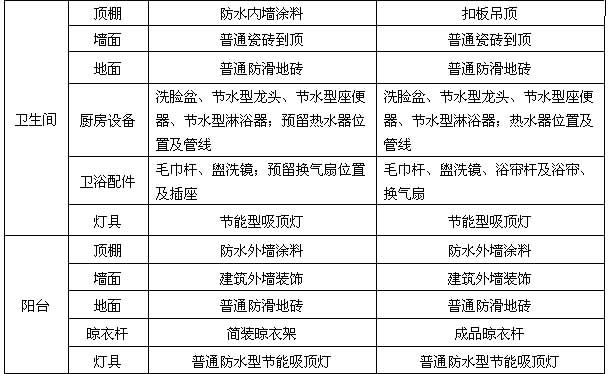 顶棚 防水内墙涂料 扣板吊顶
墙面 普通瓷砖到顶 普通瓷砖到顶
地面 普通防滑地砖 普通防滑地砖
卫生间
厨房设备
洗脸盆、节水型龙头、节水型座便
器、节水型淋浴器；预留热水器位
置及管线
洗脸盆、节水型龙头、节水型座便
器、节水型淋浴器；热水器位置及
管线
卫浴配件
毛巾杆、盥洗镜；预留换气扇位置
及插座
毛巾杆、盥洗镜、浴帘杆及浴帘、
换气扇
灯具 节能型吸顶灯 节能型吸顶灯
顶棚 防水外墙涂料 防水外墙涂料
墙面 建筑外墙装饰 建筑外墙装饰
阳台 地面 普通防滑地砖 普通防滑地砖
晾衣杆 简装晾衣架 成品晾衣杆
灯具 普通防水型节能吸顶灯 普通防水型节能吸顶灯